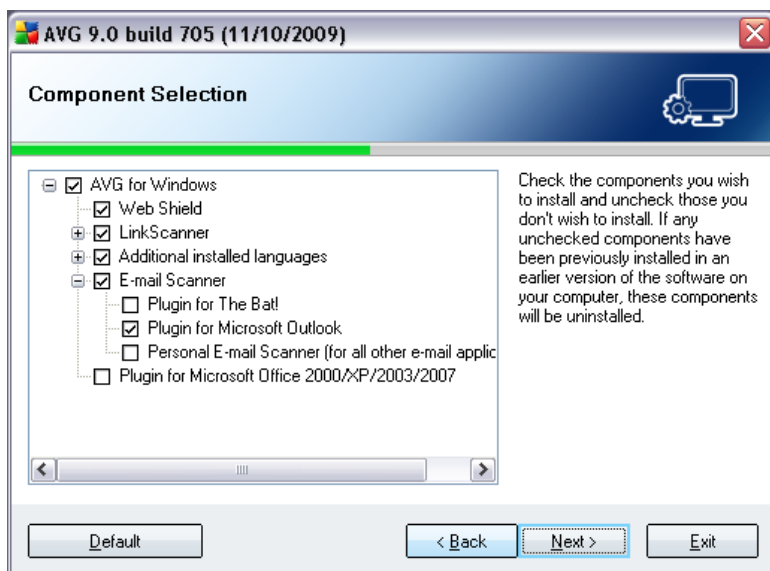 AVG 9.0 build 705 (11/10/2009)
Component Selection
AVG for Windows
Web Shield
LinkScanner
Additional installed languages
E-mail Scanner
Plugin for The Bat!
Plugin for Microsoft Outlook
Personal E-mail Scanner (for all other e-mail applic
Plugin for Microsoft Office 2000/XP/2003/2007
Check the components you wish
to install and uncheck those you
don't wish to install. If any
unchecked components have
been previously installed in an
earlier version of the software on
your computer, these components
will be uninstalled.
Default
< Back
Next >
Exit